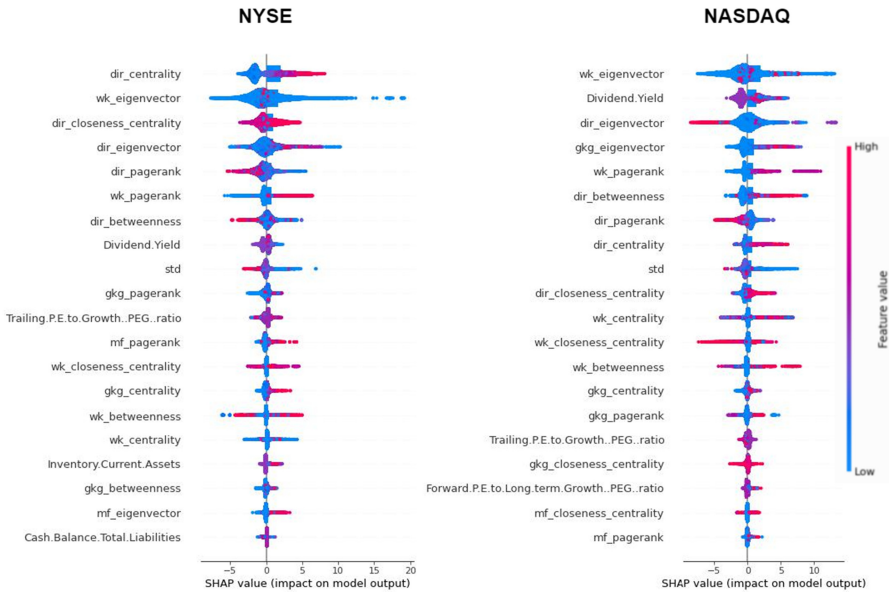 NYSE
dir_centrality
wk_eigenvector
dir_closeness_centrality
dir_eigenvector
dir_pagerank
wk_pagerank
dir_betweenness
Dividend.Yield
std
gkg_pagerank
Trailing.P.E.to.Growth..PEG..ratio
mf_pagerank
wk_closeness_centrality
gkg_centrality
wk_betweenness
wk_centrality
Inventory.Current.Assets
gkg_betweenness
mf_eigenvector
Cash.Balance.Total.Liabilities
−5 0 5 10 15 20
SHAP value (impact on model output)
NASDAQ
wk_eigenvector
Dividend.Yield
dir_eigenvector
gkg_eigenvector
wk_pagerank
dir_betweenness
dir_pagerank
dir_centrality
std
dir_closeness_centrality
wk_centrality
wk_closeness_centrality
wk_betweenness
gkg_centrality
gkg_pagerank
Trailing.P.E.to.Growth..PEG..ratio
gkg_closeness_centrality
Forward.P.E.to.Long.term.Growth..PEG..ratio
mf_closeness_centrality
mf_pagerank
−5 0 5 10
SHAP value (impact on model output)
High
Feature value
Low